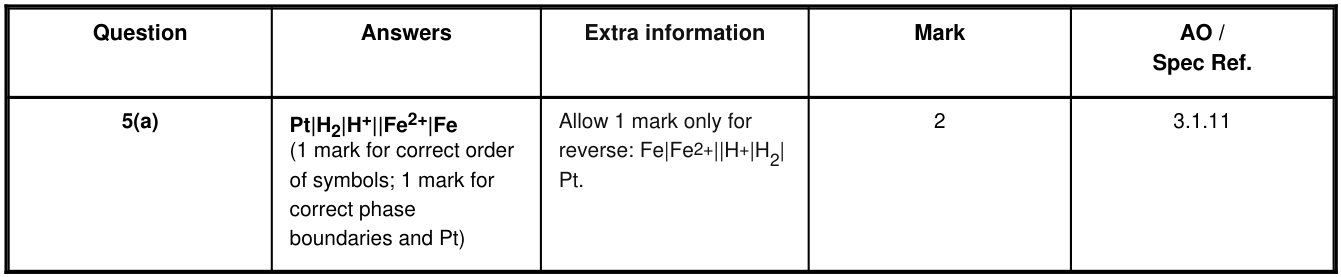 Question Answers Extra information Mark AO /
Spec Ref.
5(a) Pt|H₂|H⁺||Fe²⁺|Fe Allow 1 mark only for 2 3.1.11
(1 mark for correct order reverse: Fe|Fe2+||H+|H₂|
of symbols; 1 mark for Pt.
correct phase
boundaries and Pt)